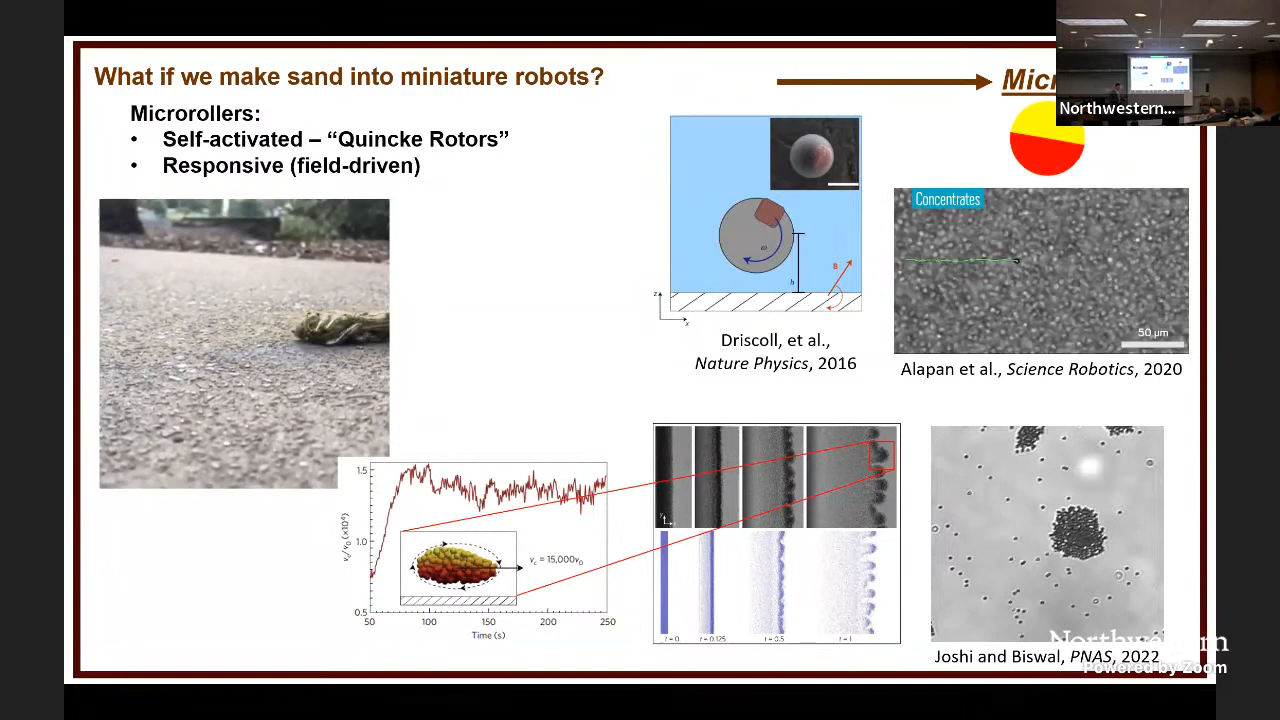 What if we make sand into miniature robots?
Microrollers:
• Self-activated – “Quincke Rotors”
• Responsive (field-driven)
Northwestern...
ω
h
B
z
x
Driscoll, et al.,
Nature Physics, 2016
Concentrates
50 µm
Alapan et al., Science Robotics, 2020
1.5
1.0
0.5
v_c/v_0 (×10⁴)
v_c = 15,000v_0
50
100
150
200
250
Time (s)
y
x
t = 0
t = 0.125
t = 0.5
t = 1
Northwestern
Joshi and Biswal, PNAS, 2022
Powered by Zoom